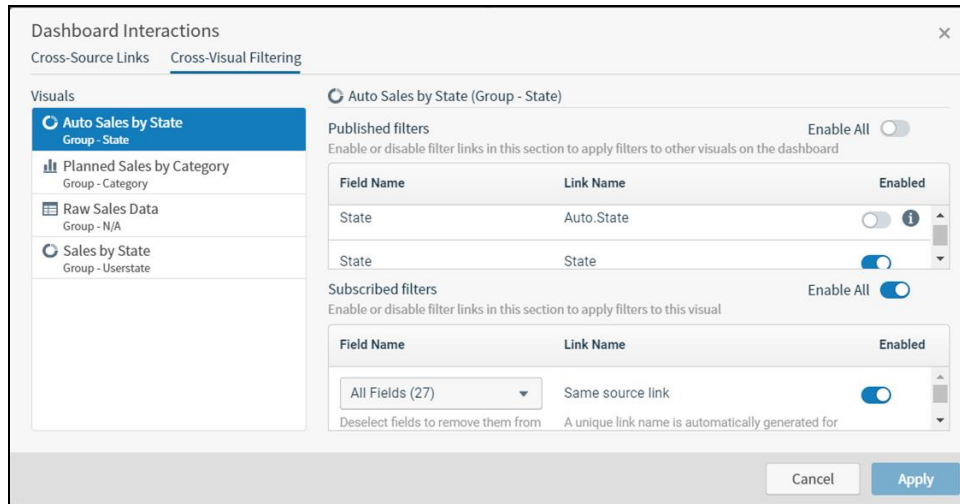 Dashboard Interactions
Cross-Source Links Cross-Visual Filtering
Visuals
Auto Sales by State
Group - State
Planned Sales by Category
Group - Category
Raw Sales Data
Group - N/A
Sales by State
Group - Userstate
Auto Sales by State (Group - State)
Published filters Enable All
Enable or disable filter links in this section to apply filters to other visuals on the dashboard
Field Name Link Name Enabled
State Auto.State
State State
Subscribed filters Enable All
Enable or disable filter links in this section to apply filters to this visual
Field Name Link Name Enabled
All Fields (27) Same source link
Deselect fields to remove them from A unique link name is automatically generated for
Cancel Apply